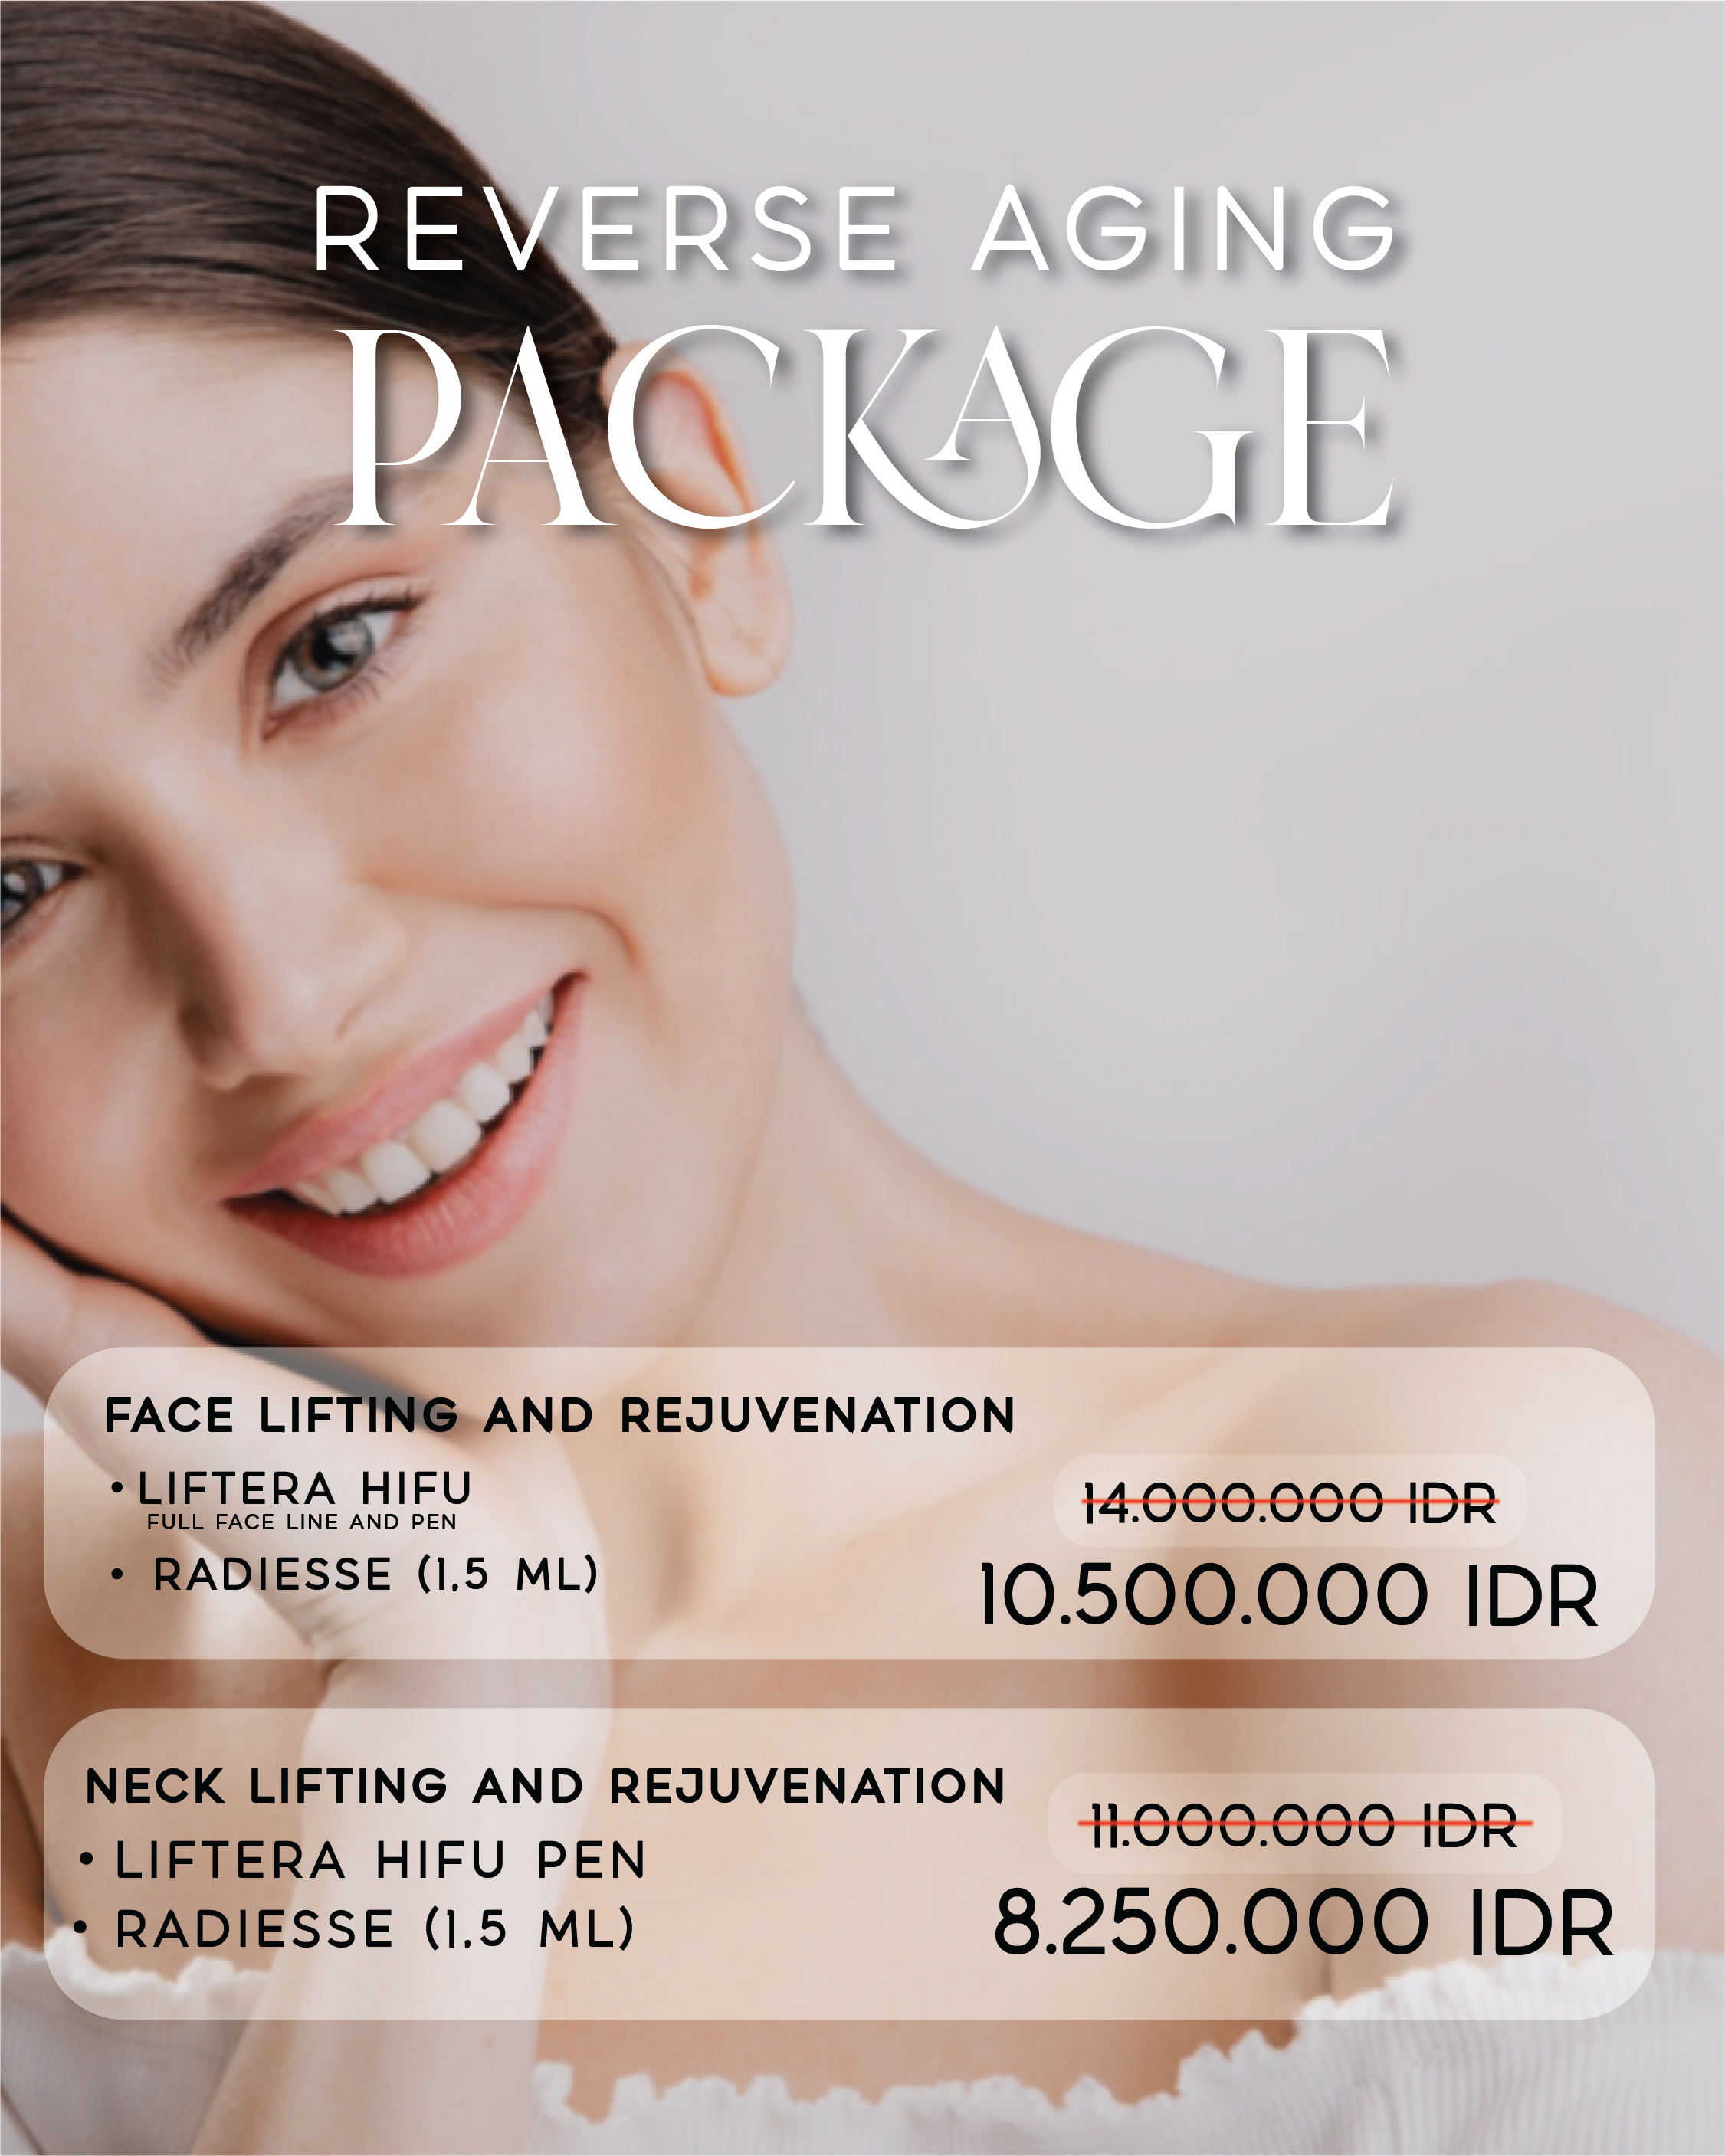 REVERSE AGING
PACKAGE
FACE LIFTING AND REJUVENATION
• LIFTERA HIFU
FULL FACE LINE AND PEN
• RADIESSE (1,5 ML)
14.000.000 IDR
10.500.000 IDR
NECK LIFTING AND REJUVENATION
• LIFTERA HIFU PEN
• RADIESSE (1,5 ML)
11.000.000 IDR
8.250.000 IDR